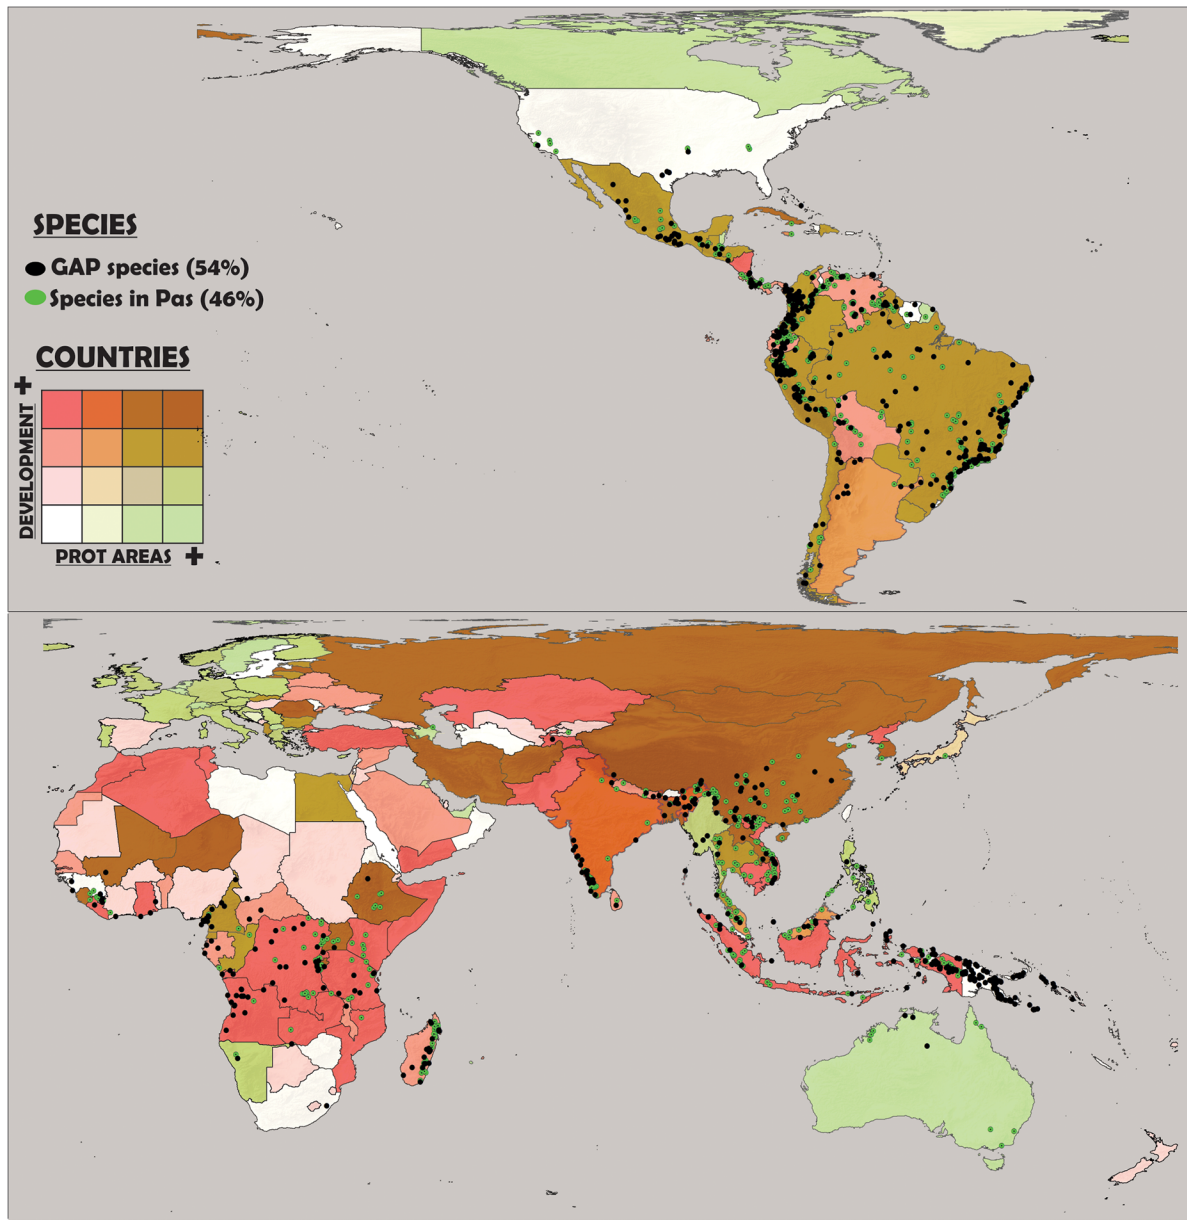 SPECIES
GAP species (54%)
Species in Pas (46%)
COUNTRIES
+
DEVELOPMENT
PROT AREAS +